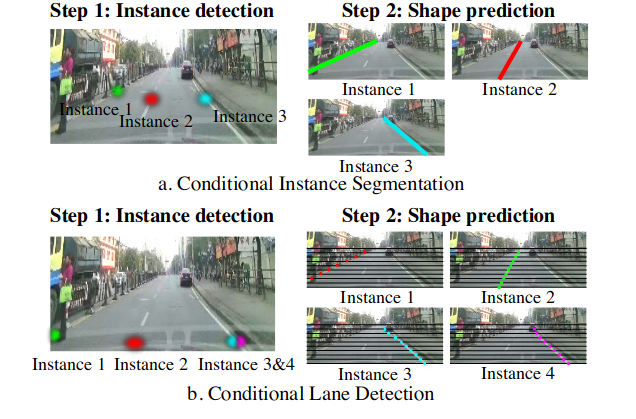 Step 1: Instance detection
Step 2: Shape prediction
Instance 1
Instance 2
Instance 3
Instance 1
Instance 2
Instance 3
a. Conditional Instance Segmentation
Step 1: Instance detection
Step 2: Shape prediction
Instance 1
Instance 2
Instance 3&4
Instance 1
Instance 2
Instance 3
Instance 4
b. Conditional Lane Detection